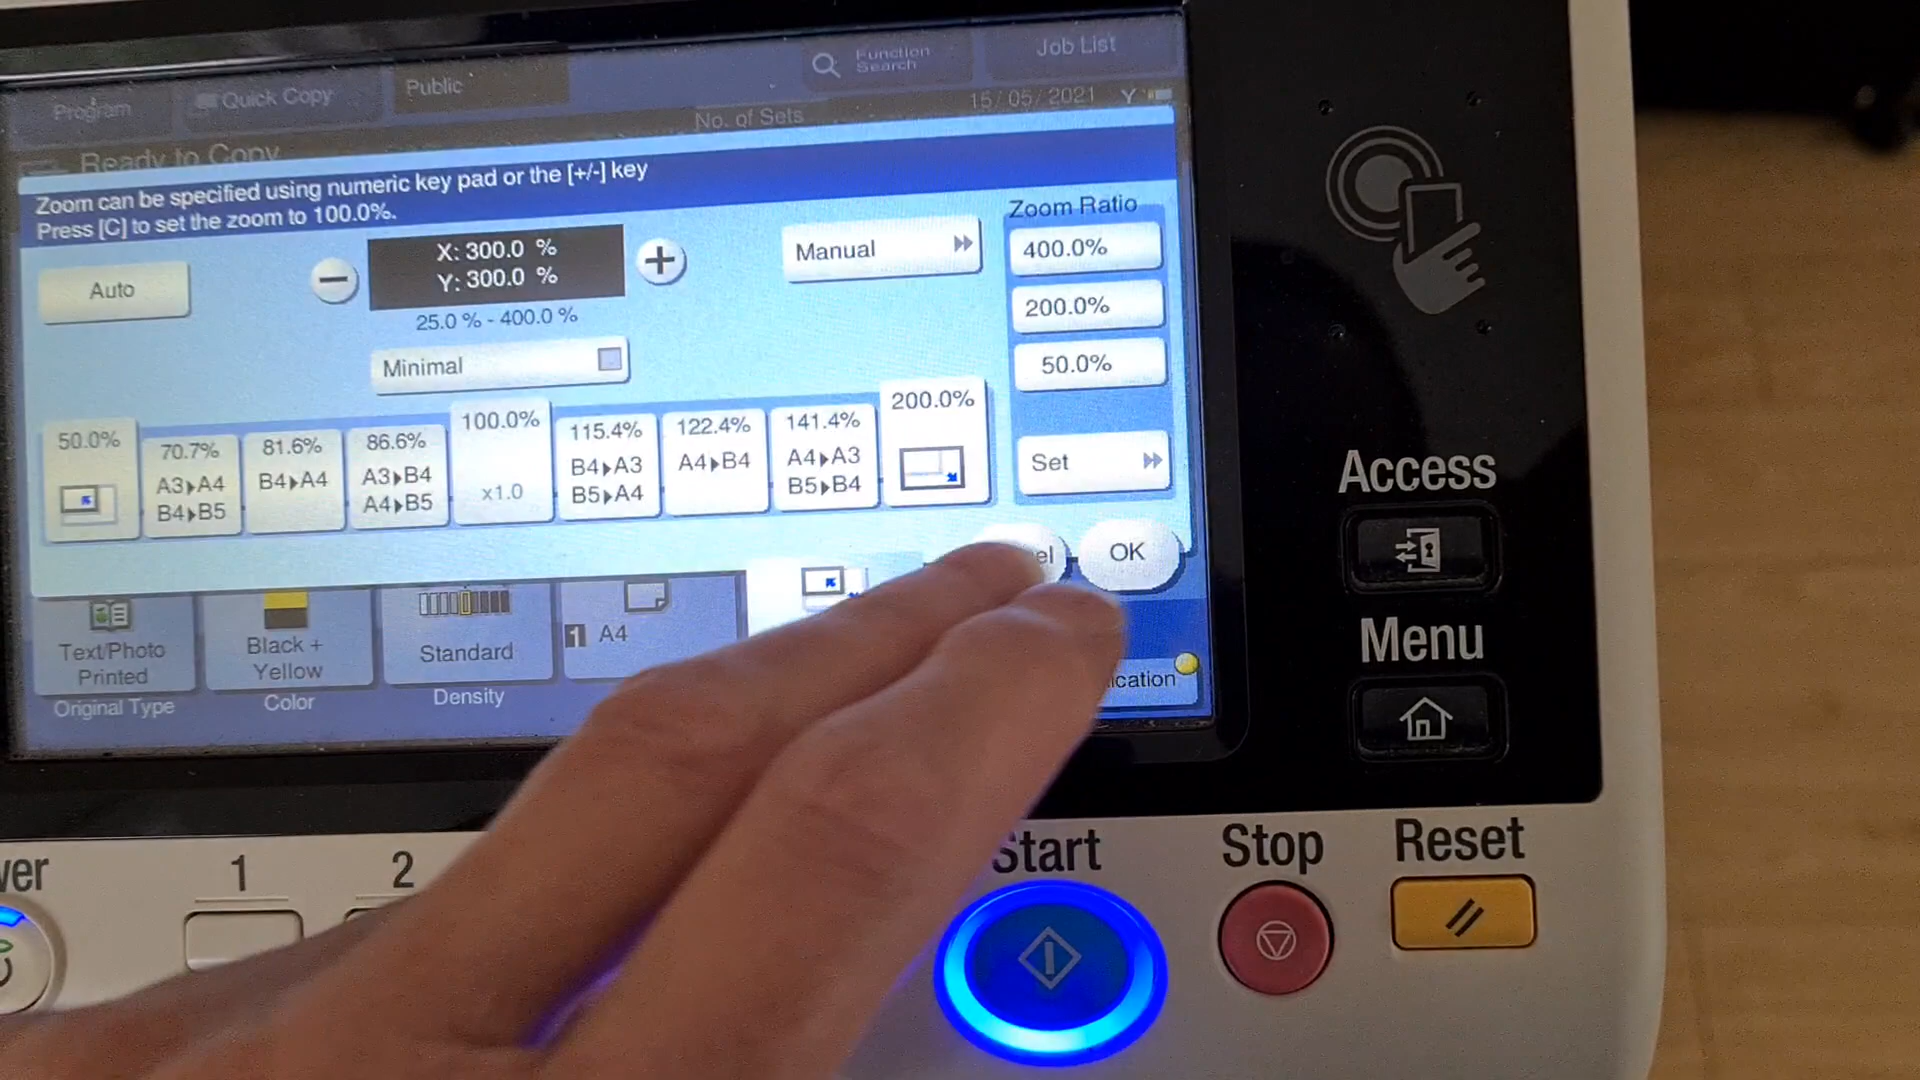 Program
Quick Copy
Public
Function
Search
Job List
15/05/2021
Y
No. of Sets
Ready to Copy
Zoom can be specified using numeric key pad or the [+/-] key
Press [C] to set the zoom to 100.0%.
Auto
−
X: 300.0 %
Y: 300.0 %
+
25.0 % - 400.0 %
Minimal
Manual
Zoom Ratio
400.0%
200.0%
50.0%
Set
50.0%
70.7%
A3▸A4
B4▸B5
81.6%
B4▸A4
86.6%
A3▸B4
A4▸B5
100.0%
x1.0
115.4%
B4▸A3
B5▸A4
122.4%
A4▸B4
141.4%
A4▸A3
B5▸B4
200.0%
OK
Text/Photo
Printed
Original Type
Black +
Yellow
Color
Standard
Density
1 A4
Access
Menu
1
2
Start
Stop
Reset